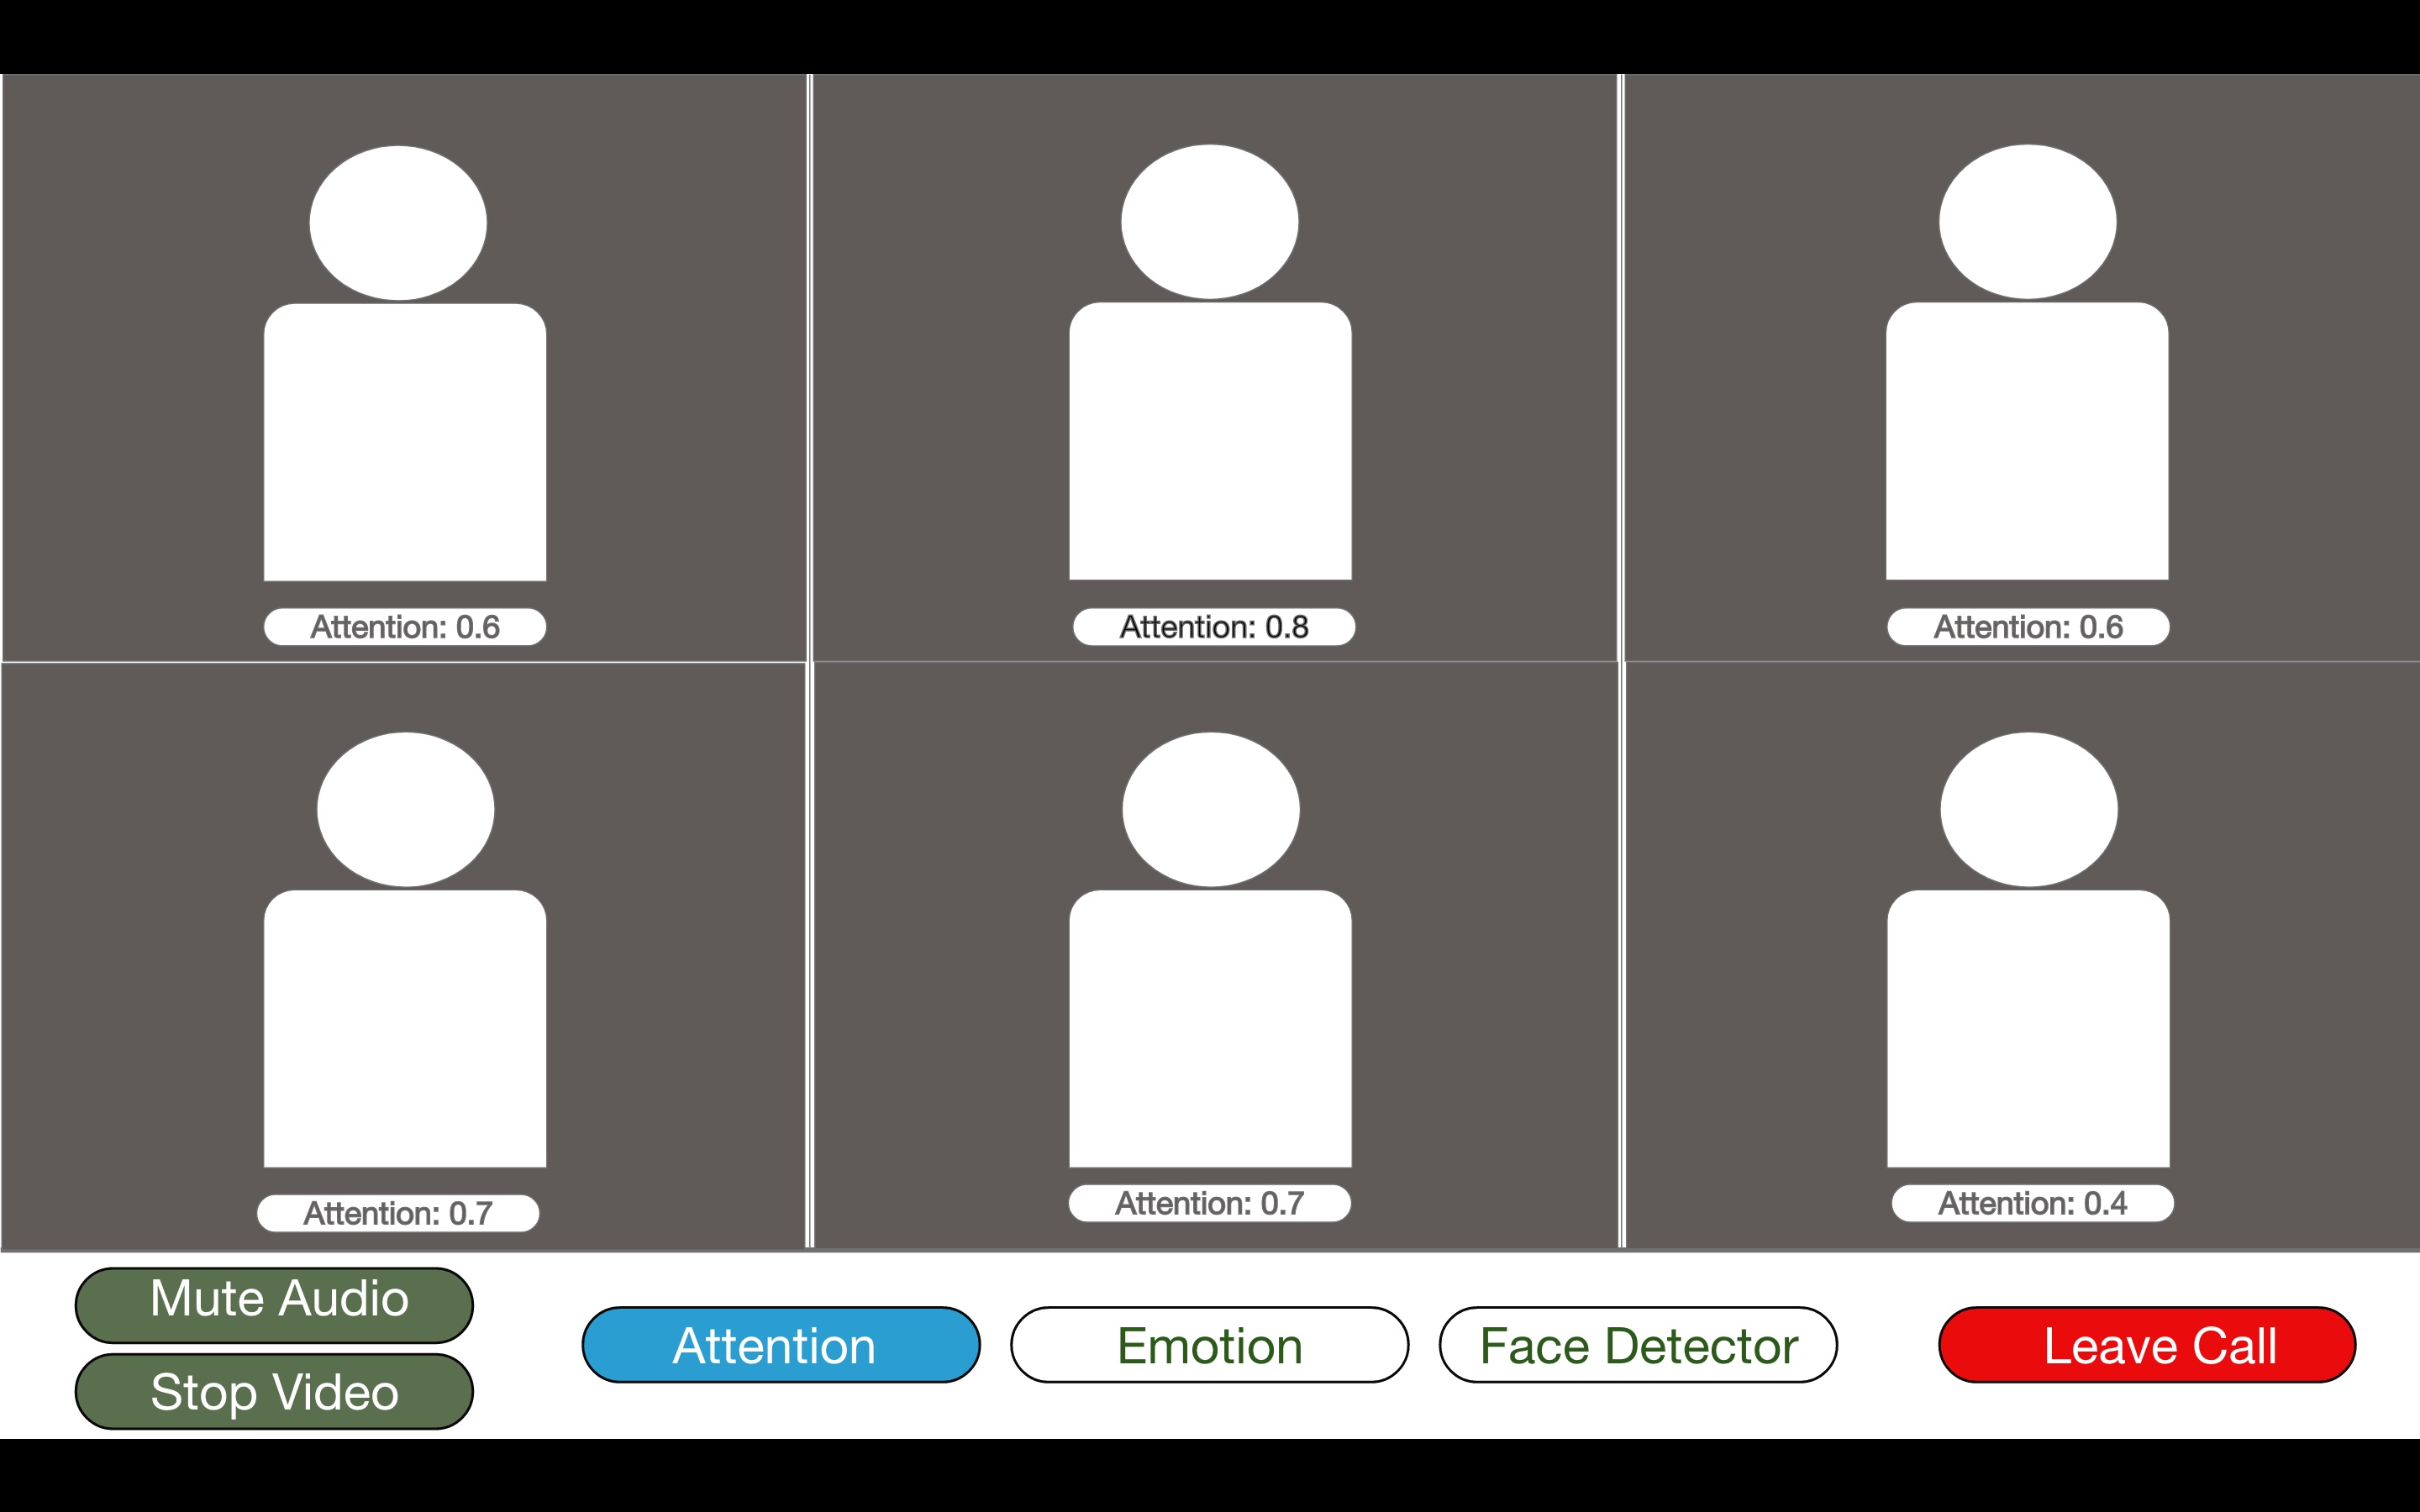 Attention: 0.6
Attention: 0.8
Attention: 0.6
Attention: 0.7
Attention: 0.7
Attention: 0.4
Mute Audio
Stop Video
Attention
Emotion
Face Detector
Leave Call